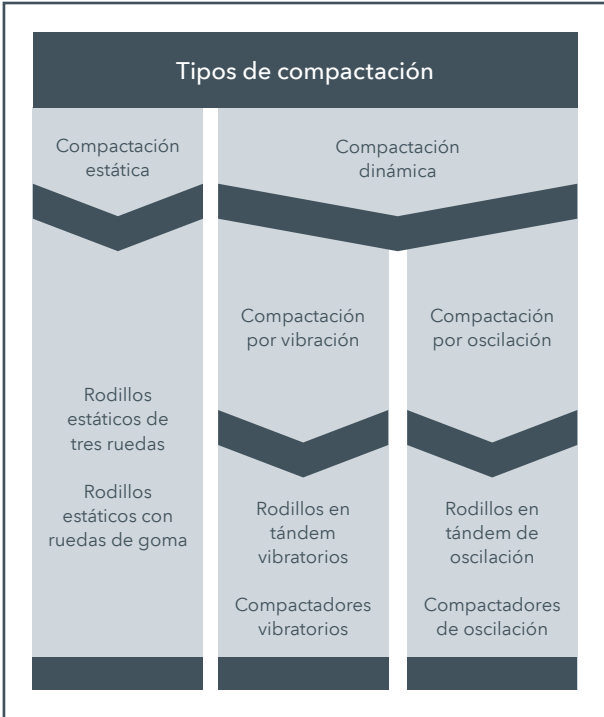 Tipos de compactación
Compactación
estática
Compactación
dinámica
Compactación
por vibración
Compactación
por oscilación
Rodillos
estáticos de
tres ruedas
Rodillos
estáticos con
ruedas de goma
Rodillos en
tándem
vibratorios
Compactadores
vibratorios
Rodillos en
tándem de
oscilación
Compactadores
de oscilación